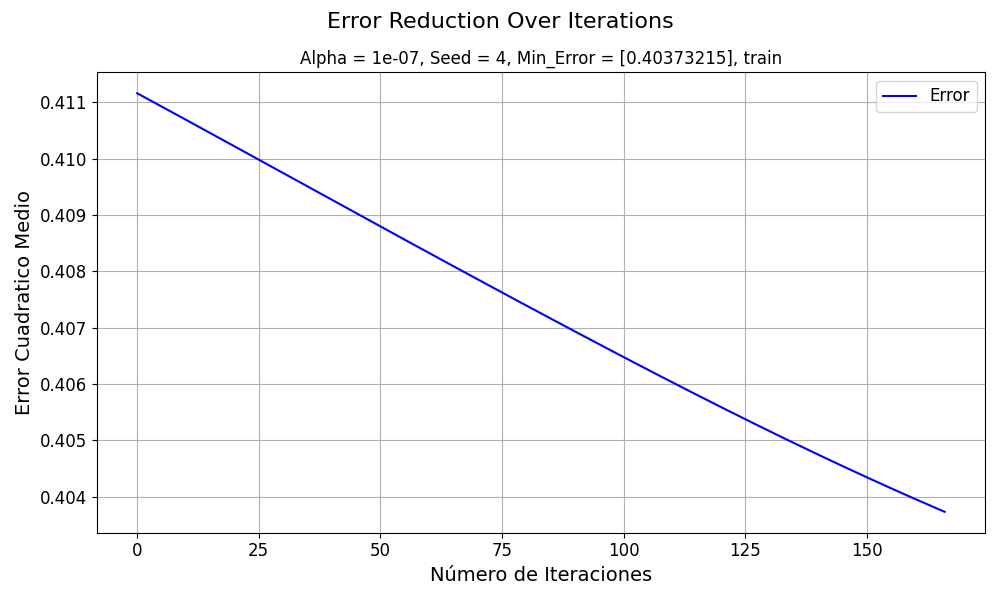 Error Reduction Over Iterations
Alpha = 1e-07, Seed = 4, Min_Error = [0.40373215], train
Error
0.411
0.410
0.409
0.408
0.407
0.406
0.405
0.404
Error Cuadratico Medio
0 25 50 75 100 125 150
Número de Iteraciones